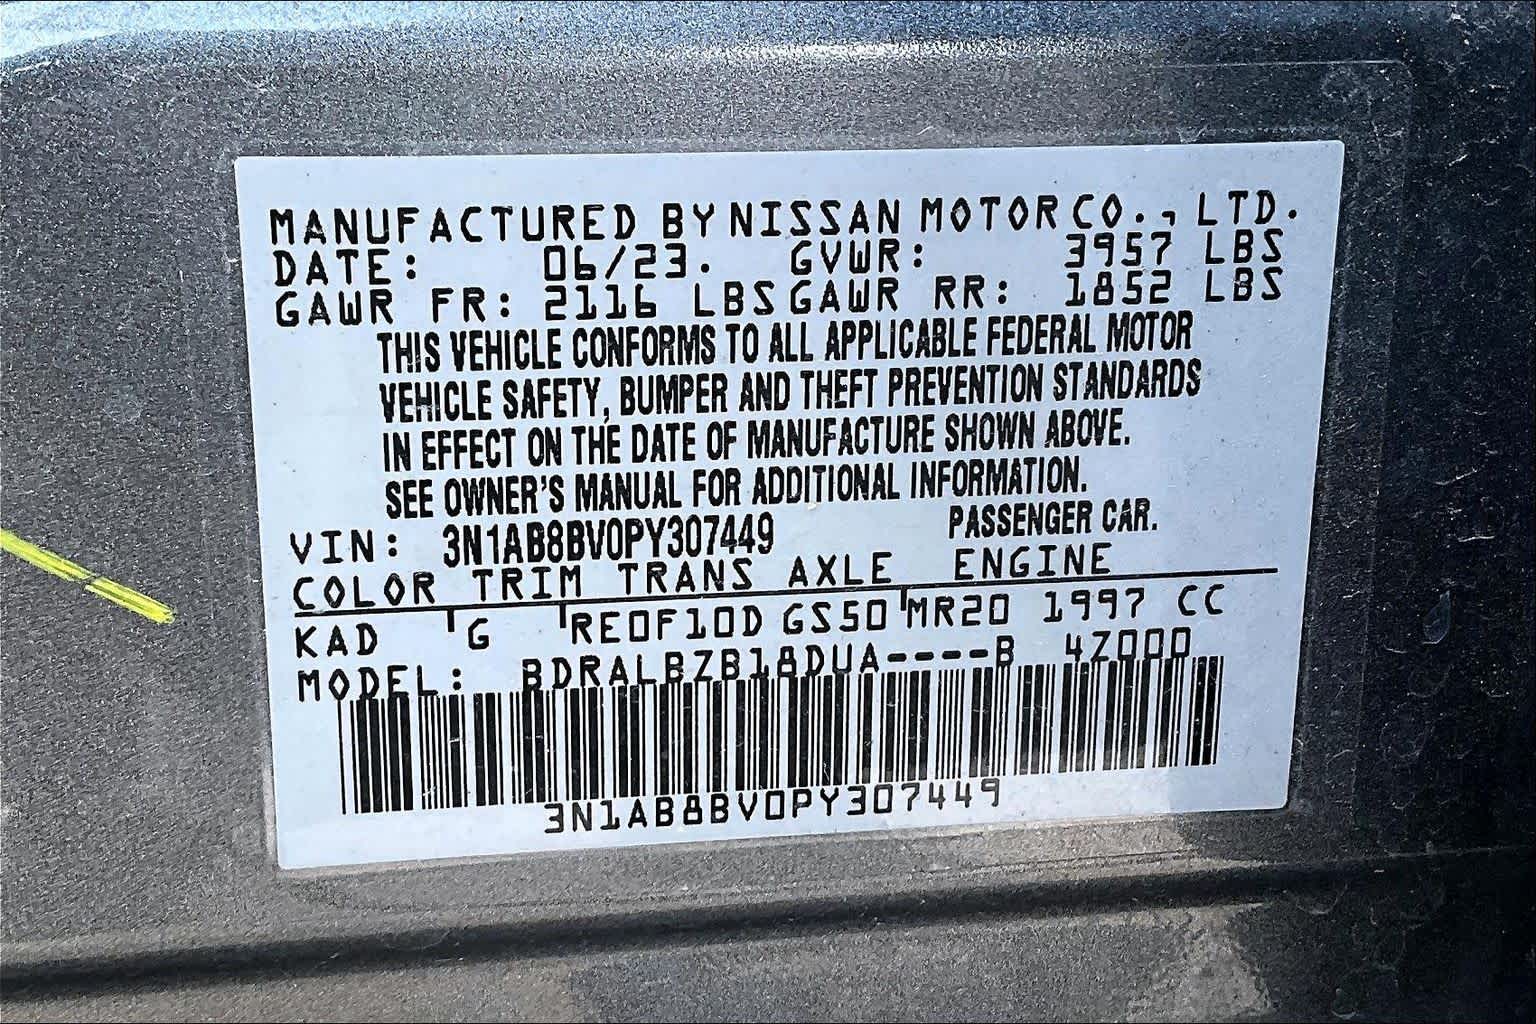 MANUFACTURED BY NISSAN MOTOR CO., LTD.
DATE: 06/23. GVWR: 3957 LBS
GAWR FR: 2116 LBS GAWR RR: 1852 LBS
THIS VEHICLE CONFORMS TO ALL APPLICABLE FEDERAL MOTOR
VEHICLE SAFETY, BUMPER AND THEFT PREVENTION STANDARDS
IN EFFECT ON THE DATE OF MANUFACTURE SHOWN ABOVE.
SEE OWNER'S MANUAL FOR ADDITIONAL INFORMATION.
VIN: 3N1AB8BV0PY307449 PASSENGER CAR.
COLOR TRIM TRANS AXLE ENGINE
KAD G RE0F10D GS50 MR20 1997 CC
MODEL: BDRALBZB18DUA----B 4Z000
3N1AB8BV0PY307449